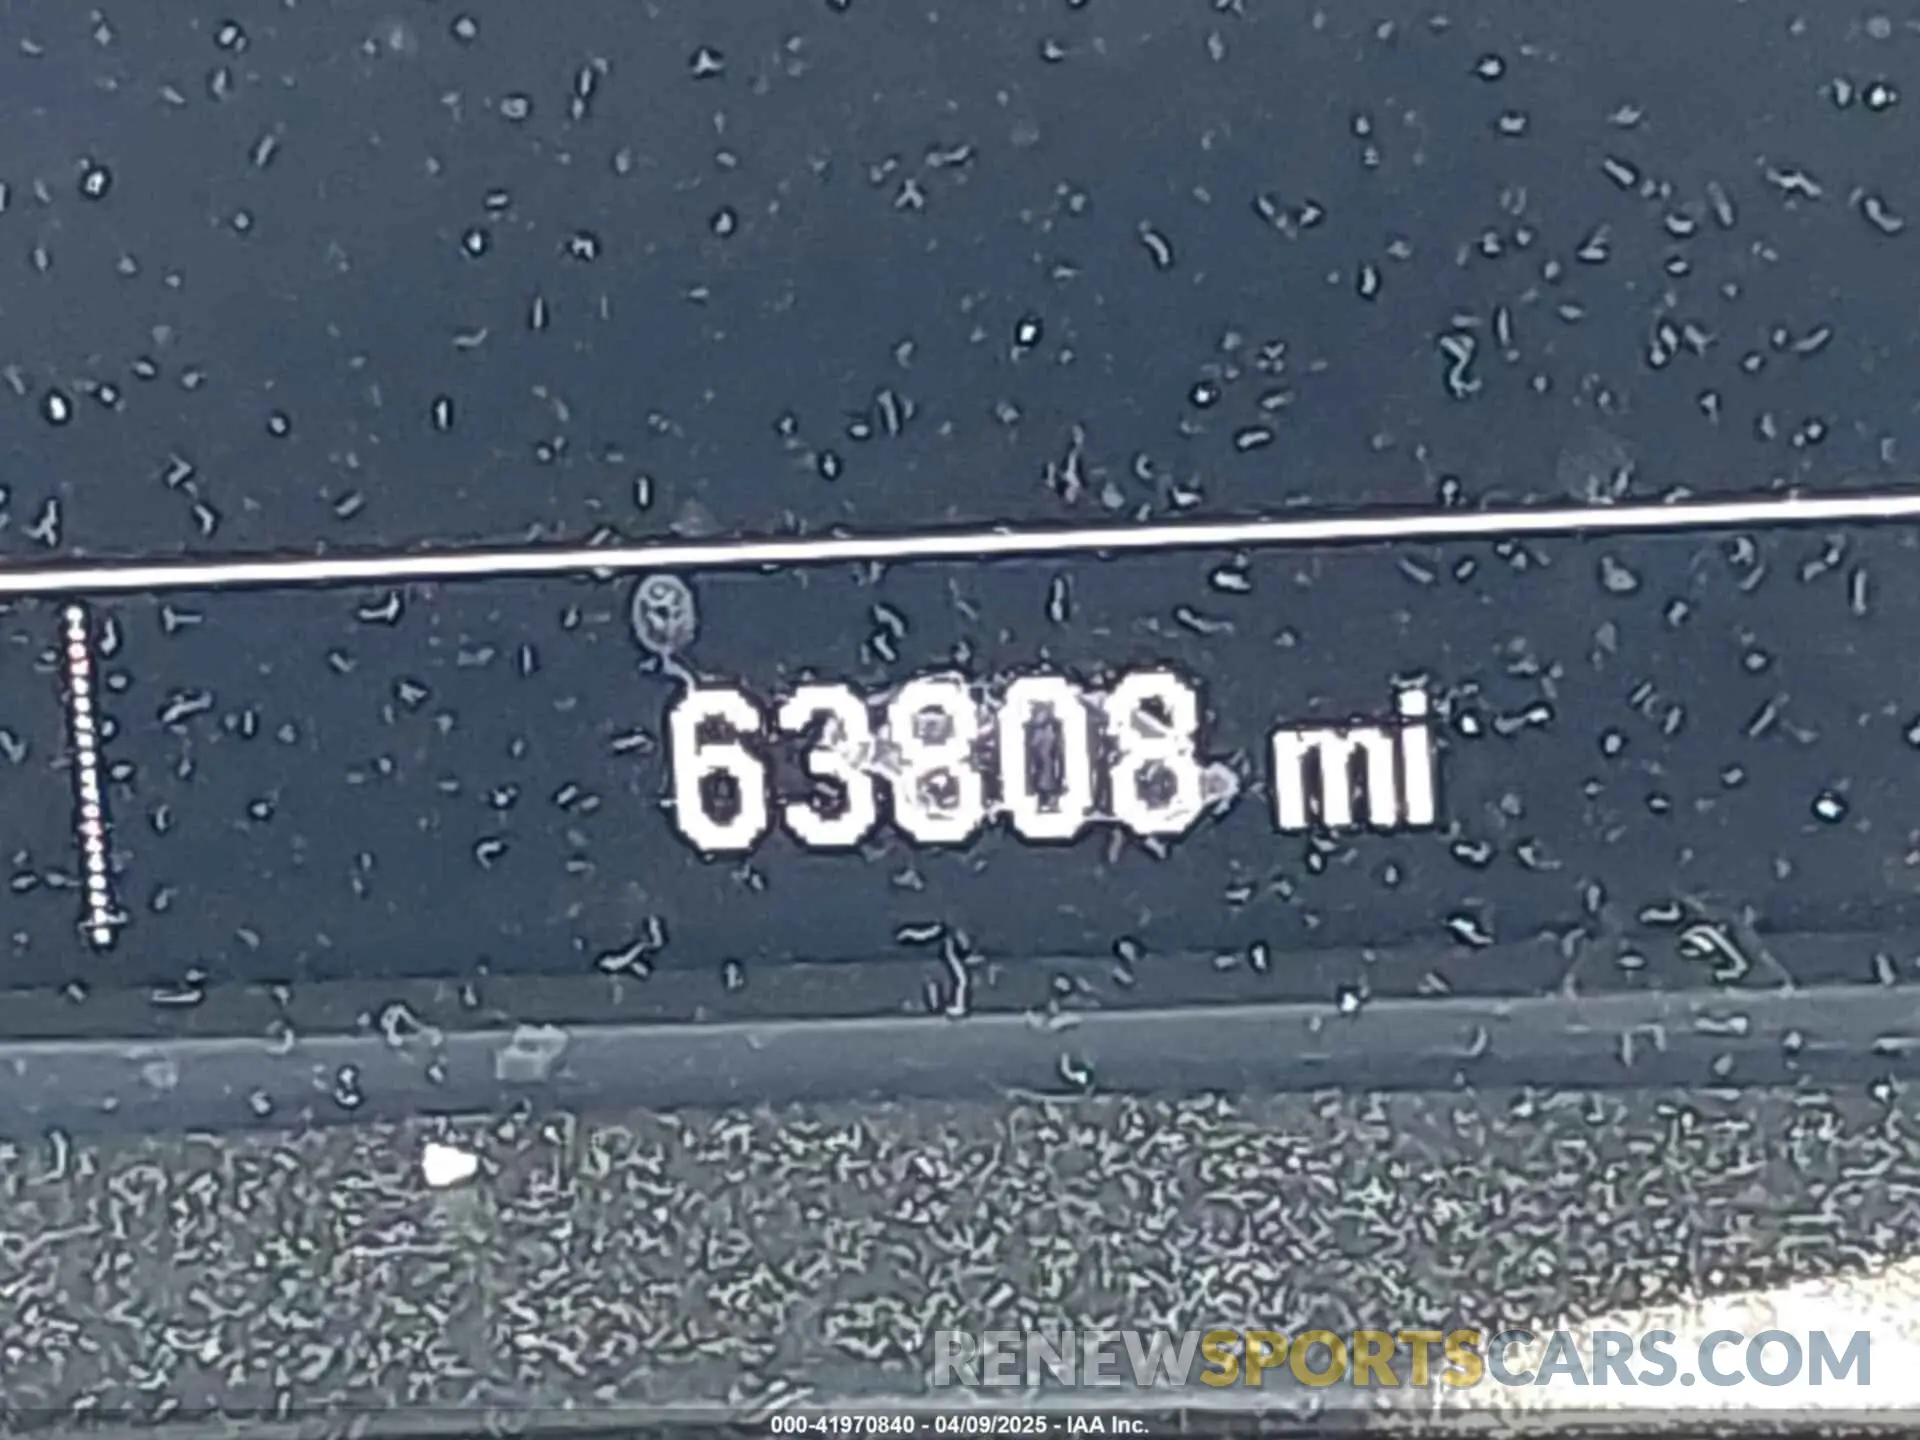 63808 mi
RENEWSPORTSCARS.COM
000-41970840 - 04/09/2025 - IAA Inc.